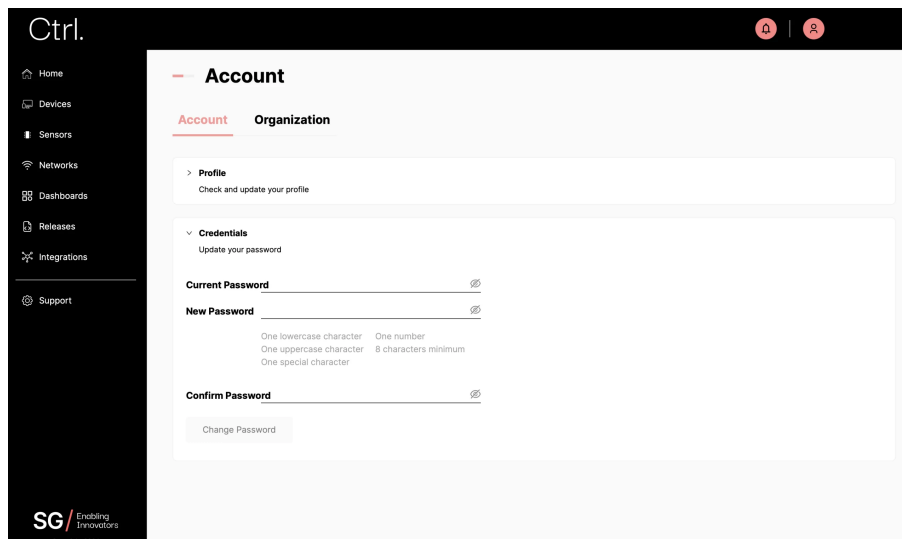 Ctrl.
Home
Devices
Sensors
Networks
Dashboards
Releases
Integrations
Support
SG/ Enabling
Innovators
Account
Account Organization
Profile
Check and update your profile
Credentials
Update your password
Current Password
New Password
One lowercase character One number
One uppercase character 8 characters minimum
One special character
Confirm Password
Change Password